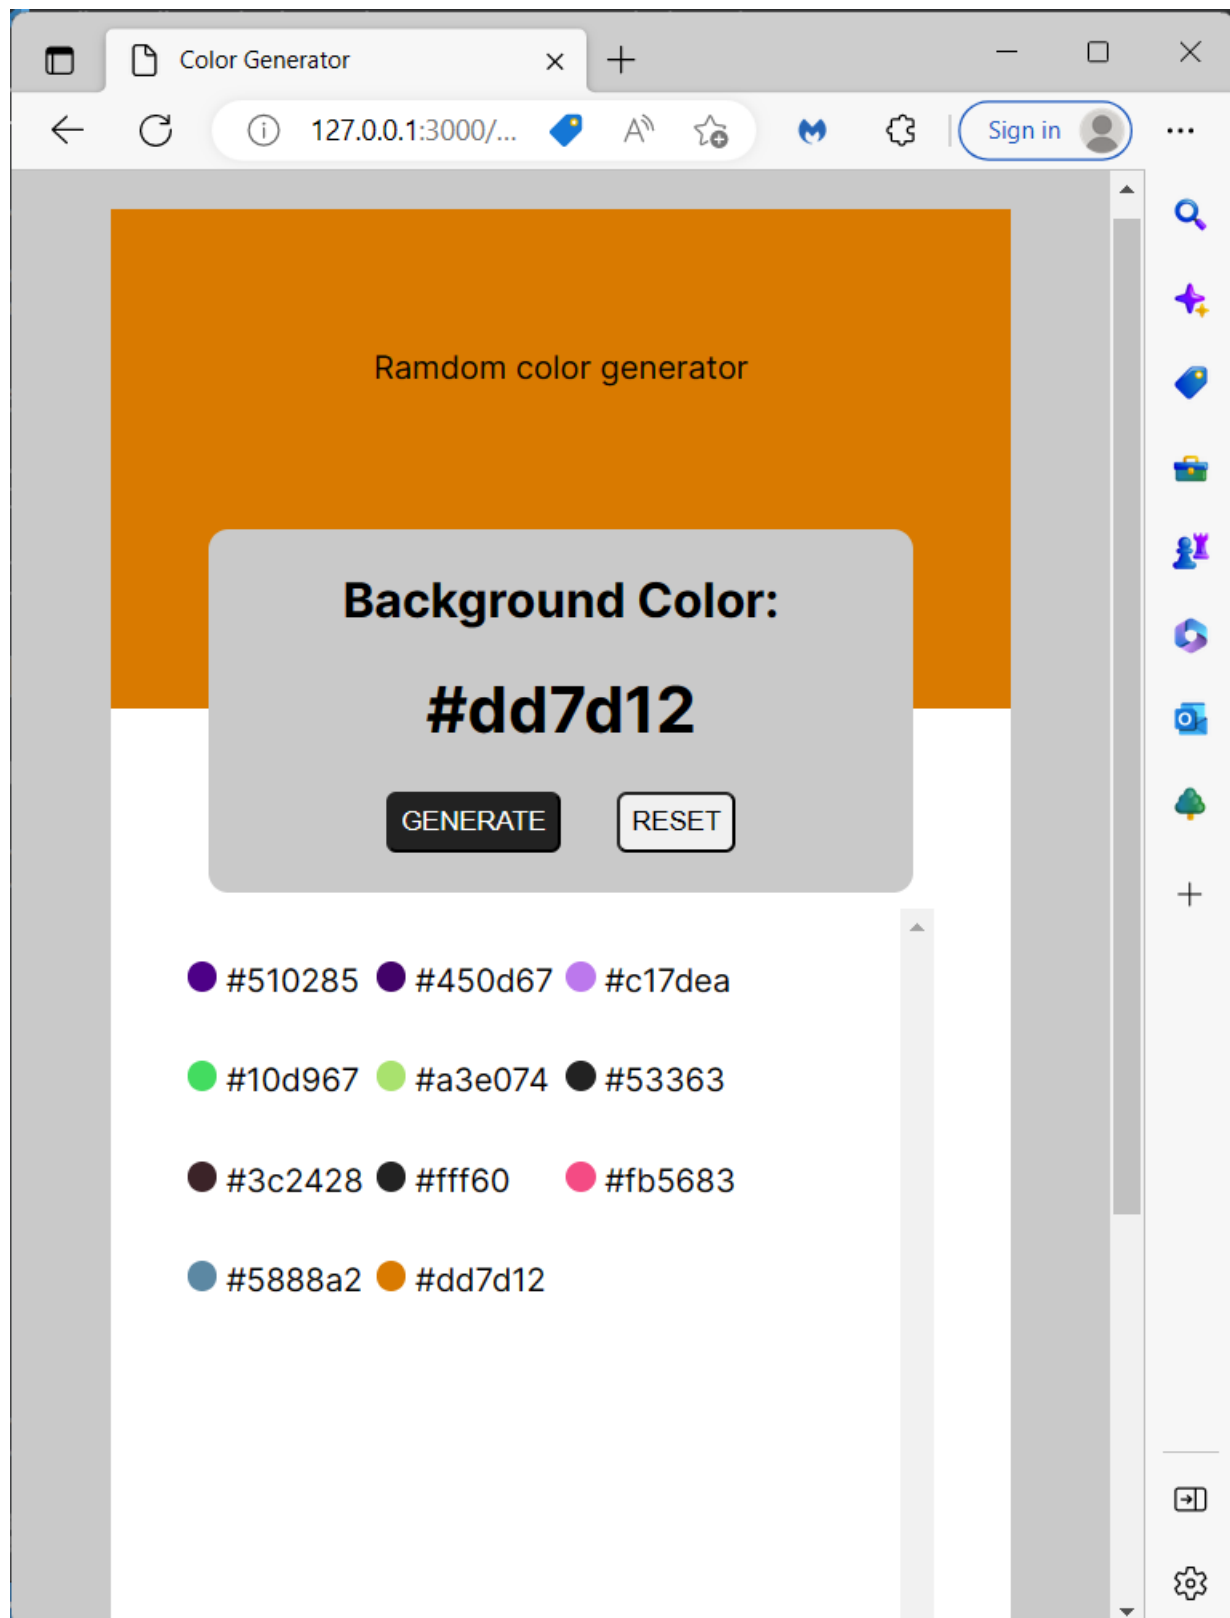 Color Generator
127.0.0.1:3000/...
Sign in
Ramdom color generator
Background Color:
#dd7d12
GENERATE RESET
#510285 #450d67 #c17dea
#10d967 #a3e074 #53363
#3c2428 #fff60 #fb5683
#5888a2 #dd7d12